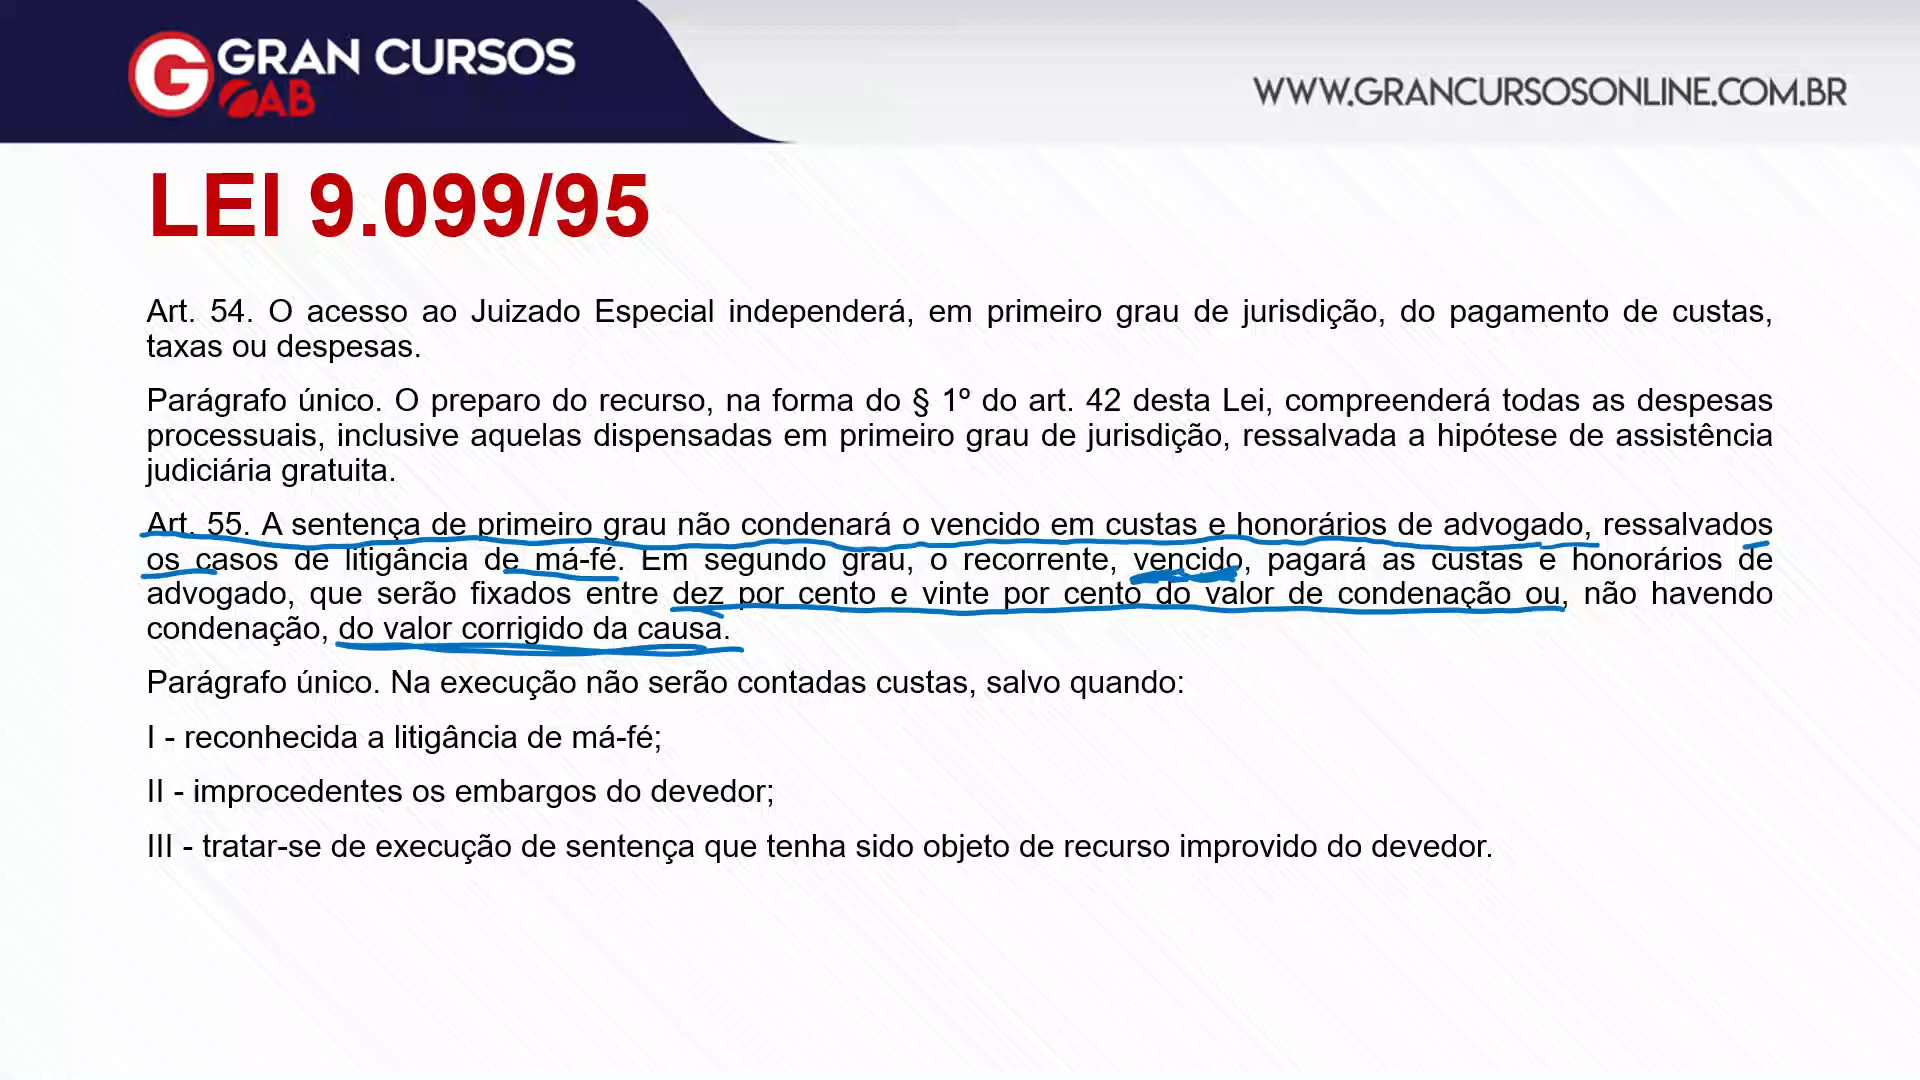 GRAN CURSOS
OAB
WWW.GRANCURSOSONLINE.COM.BR
LEI 9.099/95
Art. 54. O acesso ao Juizado Especial independerá, em primeiro grau de jurisdição, do pagamento de custas,
taxas ou despesas.
Parágrafo único. O preparo do recurso, na forma do § 1º do art. 42 desta Lei, compreenderá todas as despesas
processuais, inclusive aquelas dispensadas em primeiro grau de jurisdição, ressalvada a hipótese de assistência
judiciária gratuita.
Art. 55. A sentença de primeiro grau não condenará o vencido em custas e honorários de advogado, ressalvados
os casos de litigância de má-fé. Em segundo grau, o recorrente, vencido, pagará as custas e honorários de
advogado, que serão fixados entre dez por cento e vinte por cento do valor de condenação ou, não havendo
condenação, do valor corrigido da causa.
Parágrafo único. Na execução não serão contadas custas, salvo quando:
I - reconhecida a litigância de má-fé;
II - improcedentes os embargos do devedor;
III - tratar-se de execução de sentença que tenha sido objeto de recurso improvido do devedor.